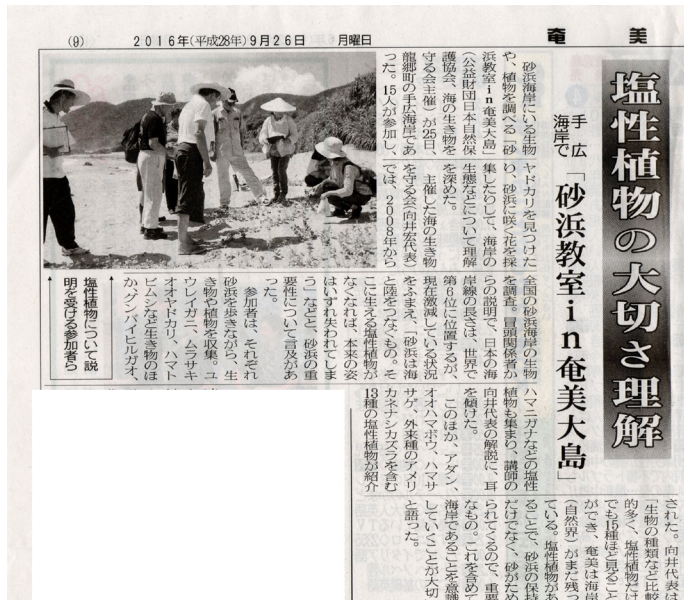 (9)
2016年(平成28年)9月26日
月曜日
奄美
塩性植物の大切さ理解
手広海岸で
「砂浜教室in奄美大島」
砂浜海岸にいる生物
や、植物を調べる「砂
浜教室in奄美大島」
(公益財団日本自然保
護協会、海の生き物を
守る会主催)が25日、
龍郷町の手広海岸であ
った。15人が参加し、
ヤドカリを見つけた
り、砂浜に咲く花を採
集したりして、海岸の
生態などについて理解
を深めた。
主催した海の生き物
を守る会(向井宏代表)
では、2008年から
全国の砂浜海岸の生物
を調査。冒頭関係者か
らの説明で、日本の海
岸線の長さは、世界で
第6位に位置するが、
現在激減している状況
をふまえ、「砂浜は海
と陸をつなぐもの。そ
こに生える塩性植物が
なくなれば、本来の姿
はいずれ失われてしま
う」などと、砂浜の重
要性について言及があ
った。
参加者は、それぞれ
砂浜を歩きながら、生
き物や植物を収集。ユ
ウレイガニ、ムラサキ
オオヤドカリ、ハマト
ビムシなど生き物のほ
か、グンバイヒルガオ、
ハマニガナなどの塩性
植物も集まり、講師の
向井代表の解説に、耳
を傾けた。
このほか、アダン、
オオハマボウ、ハマサ
サゲ、外来種のアメリ
カネナシカズラを含む
13種の塩性植物が紹介
された。向井代表は
「生物の種類など比較
的多く、塩性植物だけ
でも15種ほど見ること
ができ、奄美は海岸
(自然界)がまだ残っ
ている。塩性植物があ
ることで、砂浜の保持
だけでなく、砂がため
られてくるので、重要
なもの。これを含めて
海岸であることを意識
していくことが大切」
と語った。
塩性植物について説
明を受ける参加者ら